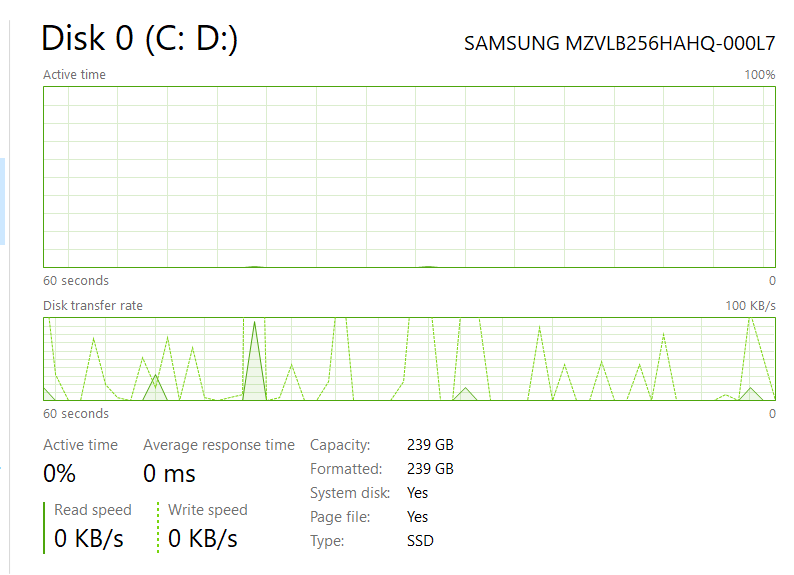 Disk 0 (C: D:)
SAMSUNG MZVLB256HAHQ-000L7
Active time
100%
60 seconds
0
Disk transfer rate
100 KB/s
60 seconds
0
Active time
0%
Average response time
0 ms
Read speed
0 KB/s
Write speed
0 KB/s
Capacity: 239 GB
Formatted: 239 GB
System disk: Yes
Page file: Yes
Type: SSD